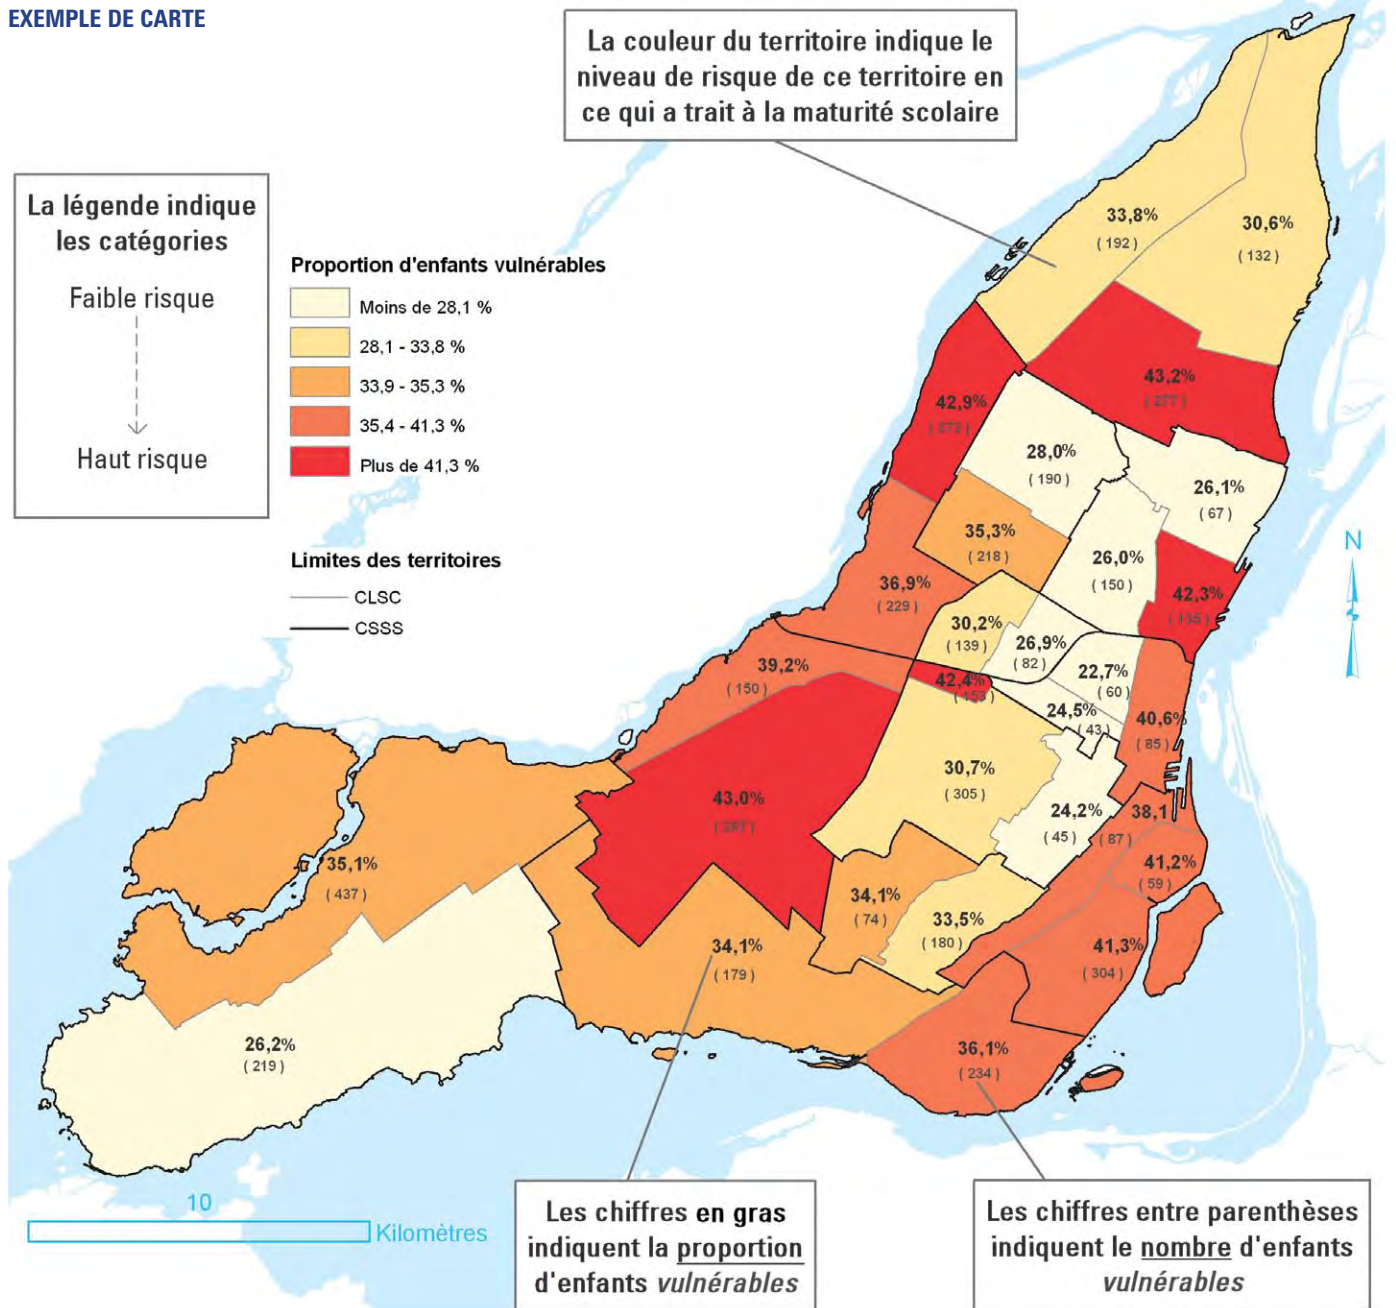 EXEMPLE DE CARTE
La couleur du territoire indique le
niveau de risque de ce territoire en
ce qui a trait à la maturité scolaire
La légende indique
les catégories
Faible risque
Haut risque
Proportion d'enfants vulnérables
Moins de 28,1 %
28,1 - 33,8 %
33,9 - 35,3 %
35,4 - 41,3 %
Plus de 41,3 %
Limites des territoires
CLSC
CSSS
33,8%
( 192 )
30,6%
( 132 )
43,2%
( 277 )
42,9%
28,0%
( 190 )
26,1%
( 67 )
35,3%
( 218 )
26,0%
( 150 )
N
36,9%
( 229 )
42,3%
30,2%
( 139 )
26,9%
( 82 )
39,2%
( 150 )
42,4%
( 153 )
22,7%
( 60 )
24,5%
( 43 )
40,6%
( 85 )
30,7%
( 305 )
43,0%
24,2%
( 45 )
38,1
( 87 )
41,2%
( 59 )
35,1%
( 437 )
34,1%
( 74 )
33,5%
( 180 )
34,1%
( 179 )
41,3%
( 304 )
26,2%
( 219 )
36,1%
( 234 )
10
Kilomètres
Les chiffres en gras
indiquent la proportion
d'enfants vulnérables
Les chiffres entre parenthèses
indiquent le nombre d'enfants
vulnérables